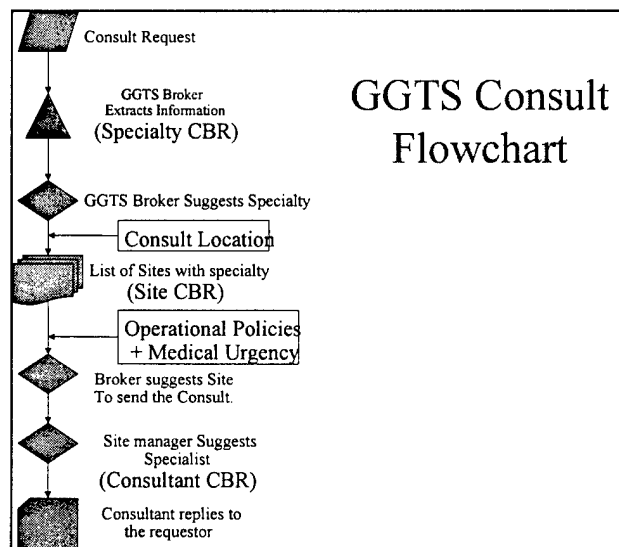 Consult Request
GGTS Broker
Extracts Information
(Specialty CBR)
GGTS Consult
Flowchart
GGTS Broker Suggests Specialty
Consult Location
List of Sites with specialty
(Site CBR)
Operational Policies
+ Medical Urgency
Broker suggests Site
To send the Consult.
Site manager Suggests
Specialist
(Consultant CBR)
Consultant replies to
the requestor